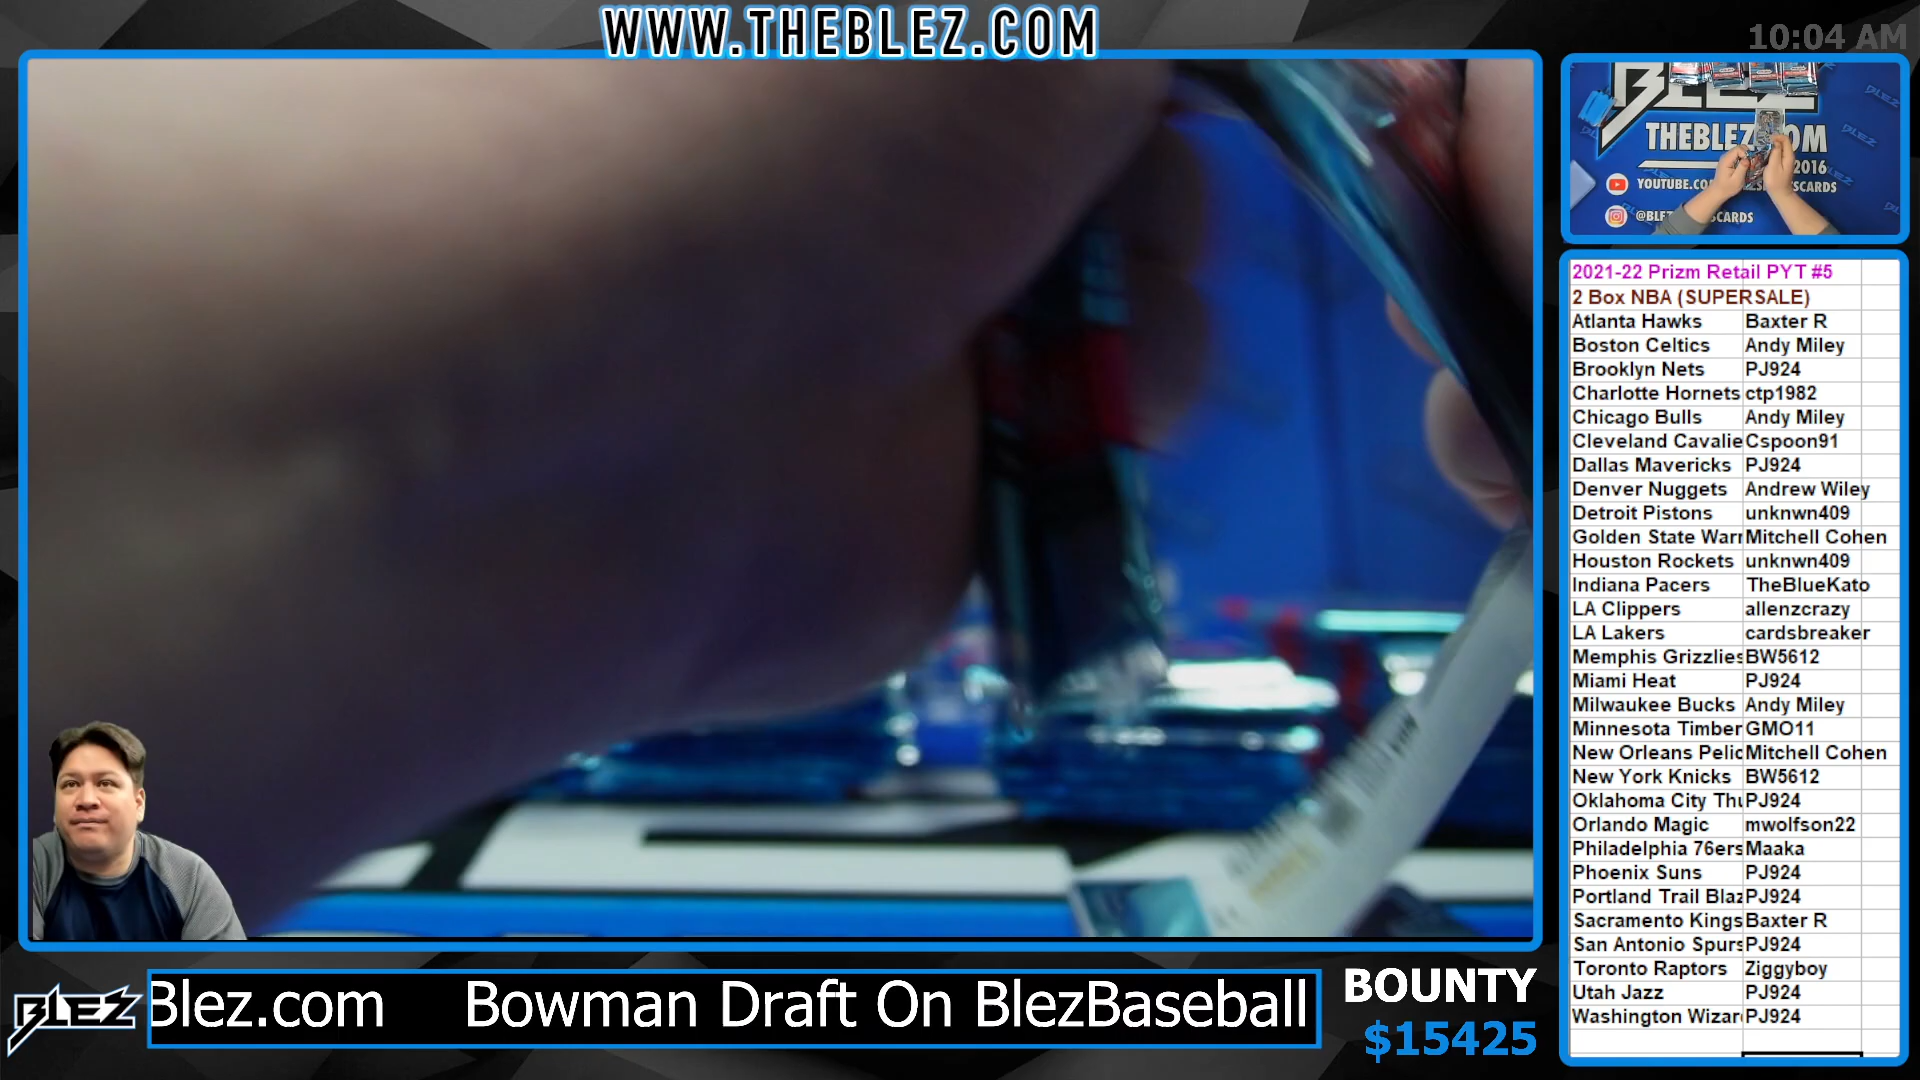 WWW.THEBLEZ.COM
10:04 AM
BLEZ
THEBLEZ.COM
2016
@BLEZ
2021-22 Prizm Retail PYT #5
2 Box NBA (SUPERSALE)
Atlanta Hawks Baxter R
Boston Celtics Andy Miley
Brooklyn Nets PJ924
Charlotte Hornets ctp1982
Chicago Bulls Andy Miley
Cleveland Cavalie Cspoon91
Dallas Mavericks PJ924
Denver Nuggets Andrew Wiley
Detroit Pistons unknwn409
Golden State Warr Mitchell Cohen
Houston Rockets unknwn409
Indiana Pacers TheBlueKato
LA Clippers allenzcrazy
LA Lakers cardsbreaker
Memphis Grizzlies BW5612
Miami Heat PJ924
Milwaukee Bucks Andy Miley
Minnesota Timber GMO11
New Orleans Pelic Mitchell Cohen
New York Knicks BW5612
Oklahoma City Thu PJ924
Orlando Magic mwolfson22
Philadelphia 76ers Maaka
Phoenix Suns PJ924
Portland Trail Blaz PJ924
Sacramento Kings Baxter R
San Antonio Spurs PJ924
Toronto Raptors Ziggyboy
Utah Jazz PJ924
Washington Wizar PJ924
BLEZ
Blez.com Bowman Draft On BlezBaseball
BOUNTY
$15425